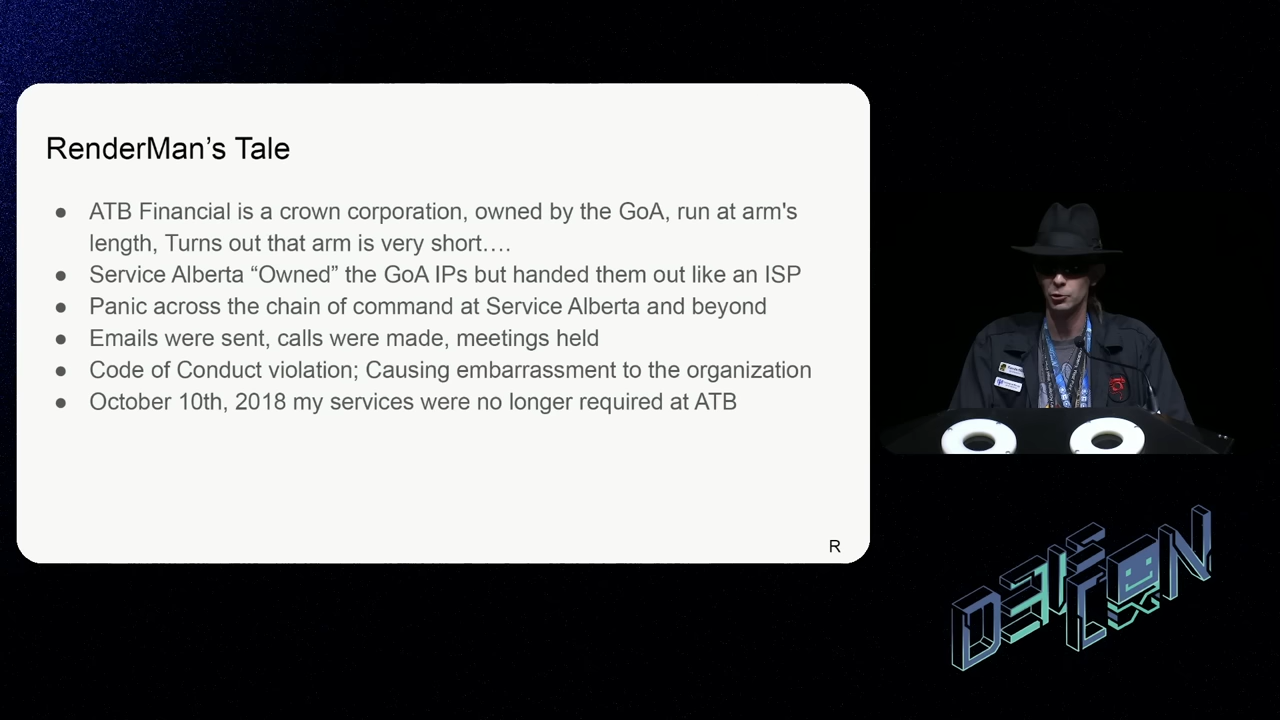 RenderMan's Tale
● ATB Financial is a crown corporation, owned by the GoA, run at arm's
length, Turns out that arm is very short….
● Service Alberta “Owned” the GoA IPs but handed them out like an ISP
● Panic across the chain of command at Service Alberta and beyond
● Emails were sent, calls were made, meetings held
● Code of Conduct violation; Causing embarrassment to the organization
● October 10th, 2018 my services were no longer required at ATB
R
DEF CON